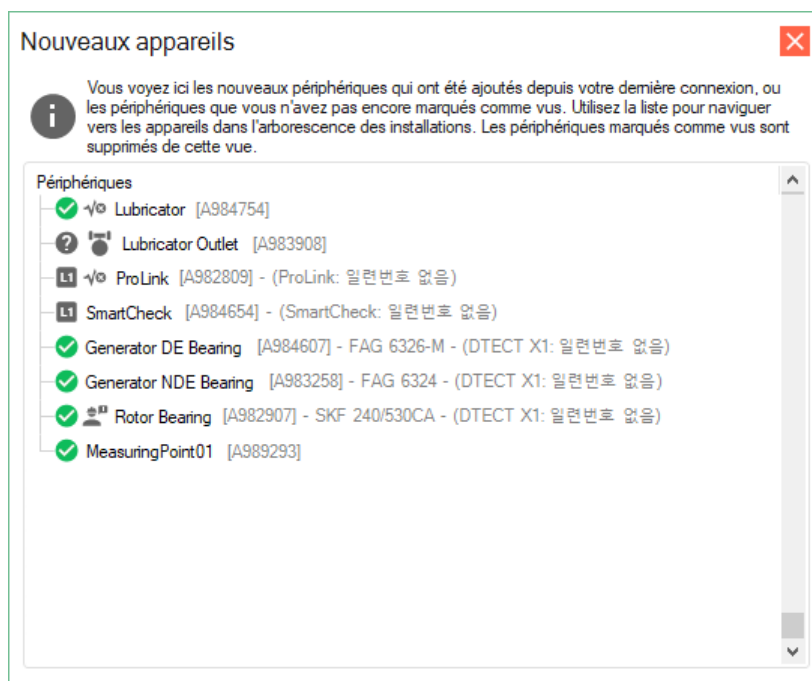 Nouveaux appareils
Vous voyez ici les nouveaux périphériques qui ont été ajoutés depuis votre dernière connexion, ou
les périphériques que vous n'avez pas encore marqués comme vus. Utilisez la liste pour naviguer
vers les appareils dans l'arborescence des installations. Les périphériques marqués comme vus sont
supprimés de cette vue.
Périphériques
Lubricator [A984754]
Lubricator Outlet [A983908]
L1 ProLink [A982809] - (ProLink: 일련번호 없음)
L1 SmartCheck [A984654] - (SmartCheck: 일련번호 없음)
Generator DE Bearing [A984607] - FAG 6326-M - (DTECT X1: 일련번호 없음)
Generator NDE Bearing [A983258] - FAG 6324 - (DTECT X1: 일련번호 없음)
Rotor Bearing [A982907] - SKF 240/530CA - (DTECT X1: 일련번호 없음)
MeasuringPoint01 [A989293]